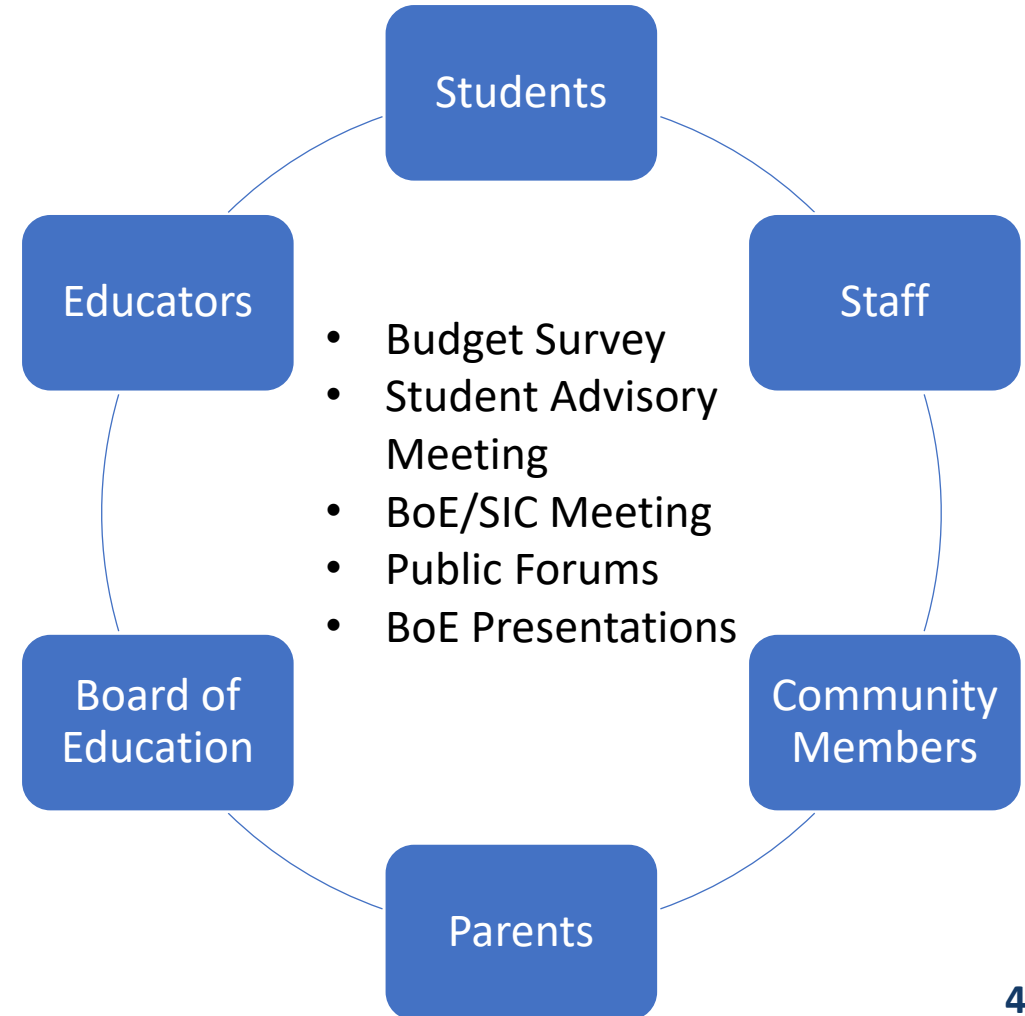 Students
Educators
Staff
• Budget Survey
• Student Advisory
Meeting
• BoE/SIC Meeting
• Public Forums
• BoE Presentations
Board of
Education
Community
Members
Parents
4